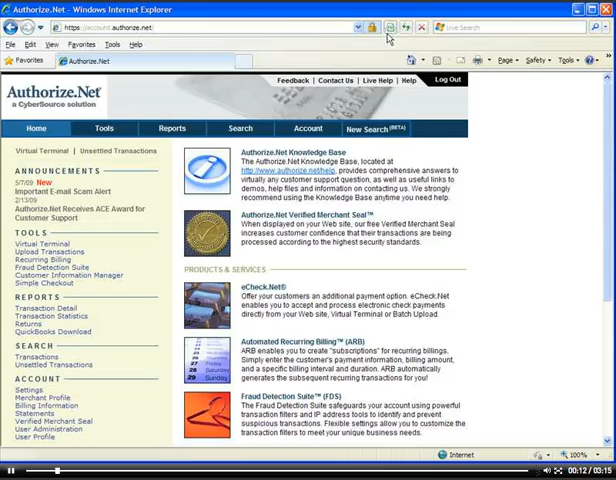 Authorize.Net - Windows Internet Explorer
https://account.authorize.net/
Live Search
File Edit View Favorites Tools Help
Favorites Authorize.Net
Page Safety Tools
Feedback | Contact Us | Live Help | Help Log Out
Authorize.Net
a CyberSource solution
Home Tools Reports Search Account New Search (BETA)
Virtual Terminal | Unsettled Transactions
ANNOUNCEMENTS
5/7/09 New
Important E-mail Scam Alert
2/13/09
Authorize.Net Receives ACE Award for
Customer Support
TOOLS
Virtual Terminal
Upload Transactions
Recurring Billing
Fraud Detection Suite
Customer Information Manager
Simple Checkout
REPORTS
Transaction Detail
Transaction Statistics
Returns
QuickBooks Download
SEARCH
Transactions
Unsettled Transactions
ACCOUNT
Settings
Merchant Profile
Billing Information
Statements
Verified Merchant Seal
User Administration
User Profile
Authorize.Net Knowledge Base
The Authorize.Net Knowledge Base, located at
http://www.authorize.net/help, provides comprehensive answers to
virtually any customer support question, as well as useful links to
demos, help files and information on contacting us. We strongly
recommend using the Knowledge Base anytime you need help.
Authorize.Net Verified Merchant Seal™
When displayed on your Web site, our free Verified Merchant Seal
increases customer confidence that their transactions are being
processed according to the highest security standards.
PRODUCTS & SERVICES
eCheck.Net®
Offer your customers an additional payment option. eCheck.Net
enables you to accept and process electronic check payments
directly from your Web site, Virtual Terminal or Batch Upload.
Automated Recurring Billing™ (ARB)
ARB enables you to create "subscriptions" for recurring billings.
Simply enter the customer's payment information, billing amount,
and a specific billing interval and duration. ARB automatically
generates the subsequent recurring transactions for you!
Fraud Detection Suite™ (FDS)
The Fraud Detection Suite safeguards your account using powerful
transaction filters and IP address tools to identify and prevent
suspicious transactions. Flexible settings allow you to customize the
transaction filters to meet your unique business needs.
Internet 100%
00:12 / 03:15